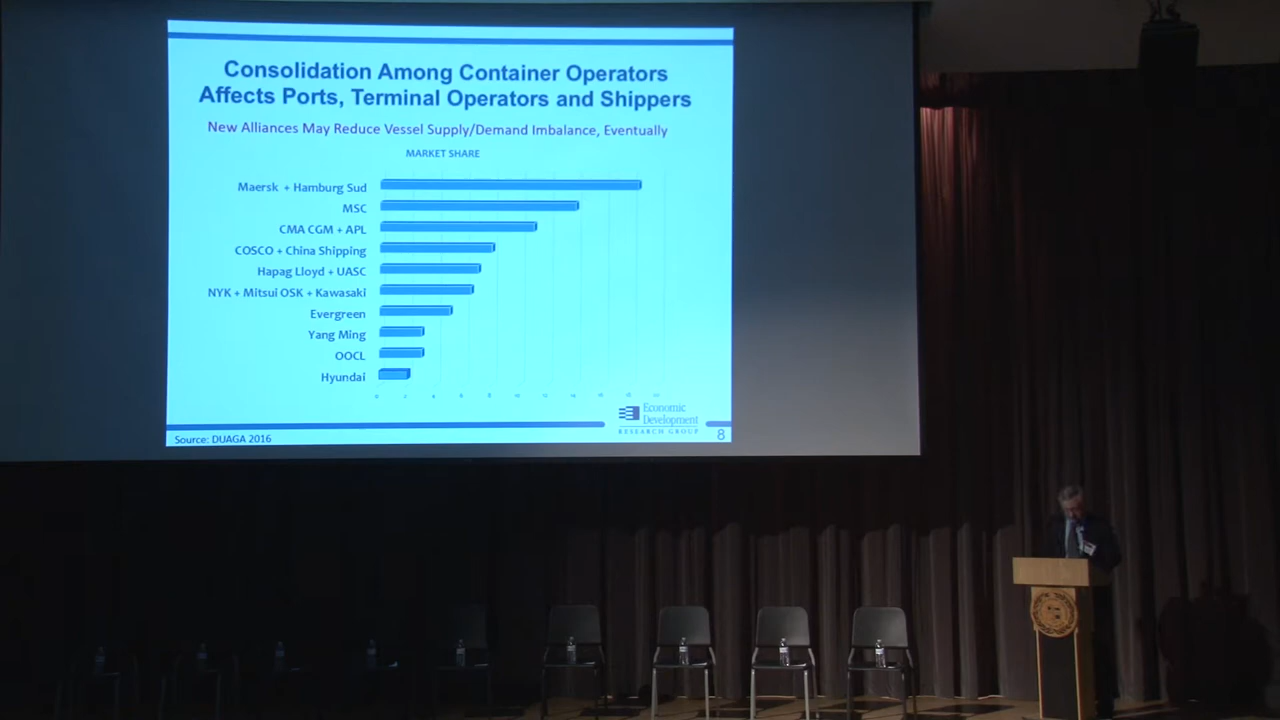 Consolidation Among Container Operators
Affects Ports, Terminal Operators and Shippers
New Alliances May Reduce Vessel Supply/Demand Imbalance, Eventually
MARKET SHARE
Maersk + Hamburg Sud
MSC
CMA CGM + APL
COSCO + China Shipping
Hapag Lloyd + UASC
NYK + Mitsui OSK + Kawasaki
Evergreen
Yang Ming
OOCL
Hyundai
Economic
Development
RESEARCH GROUP
Source: DUAGA 2016
8